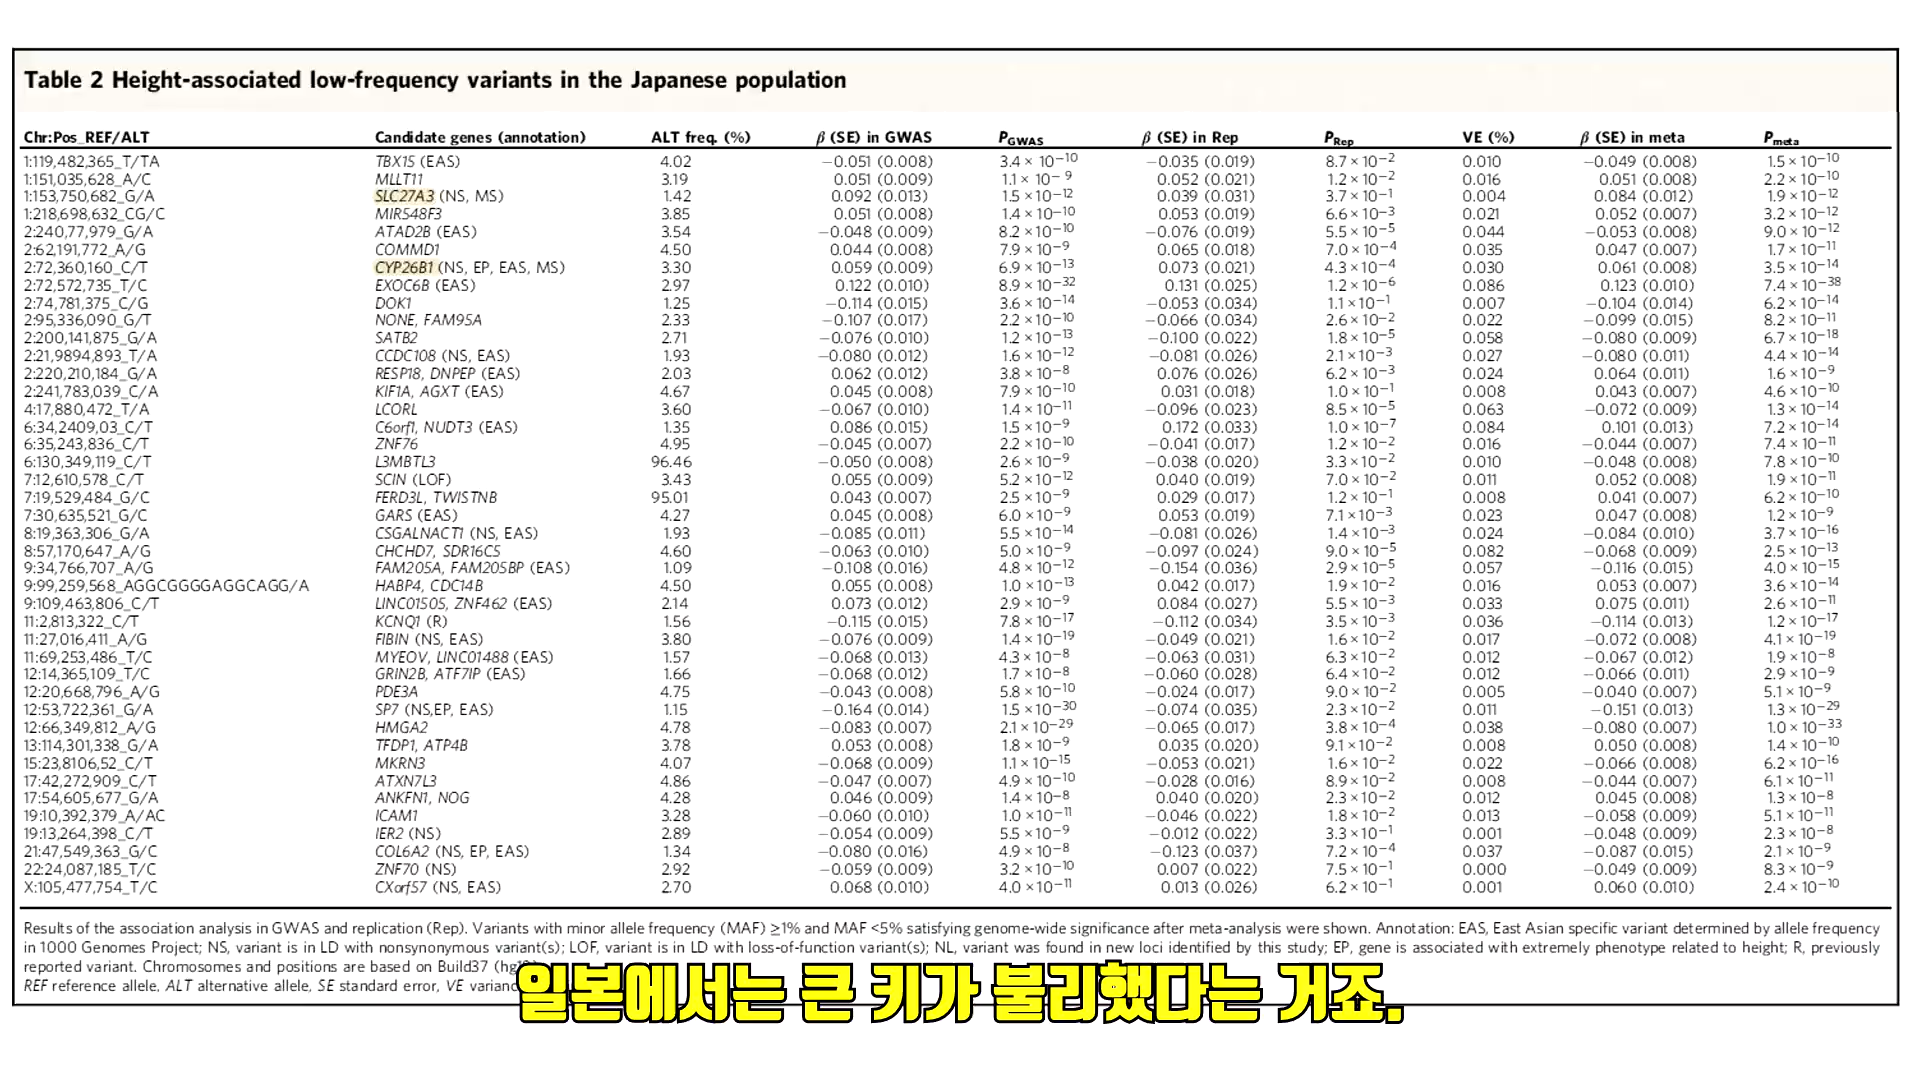 Table 2 Height-associated low-frequency variants in the Japanese population
Chr:Pos_REF/ALT Candidate genes (annotation) ALT freq. (%) β (SE) in GWAS P_GWAS β (SE) in Rep P_Rep VE (%) β (SE) in meta P_meta
1:119,482,365_T/TA TBX15 (EAS) 4.02 −0.051 (0.008) 3.4 × 10⁻¹⁰ −0.035 (0.019) 8.7 × 10⁻² 0.010 −0.049 (0.008) 1.5 × 10⁻¹⁰
1:151,035,628_A/C MLLT11 3.19 0.051 (0.009) 1.1 × 10⁻⁹ 0.052 (0.021) 1.2 × 10⁻² 0.016 0.051 (0.008) 2.2 × 10⁻¹⁰
1:153,750,682_G/A SLC27A3 (NS, MS) 1.42 0.092 (0.013) 1.5 × 10⁻¹² 0.039 (0.031) 3.7 × 10⁻¹ 0.004 0.084 (0.012) 1.9 × 10⁻¹²
1:218,698,632_CG/C MIR548F3 3.85 0.051 (0.008) 1.4 × 10⁻¹⁰ 0.053 (0.019) 6.6 × 10⁻³ 0.021 0.052 (0.007) 3.2 × 10⁻¹²
2:240,77,979_G/A ATAD2B (EAS) 3.54 −0.048 (0.009) 8.2 × 10⁻¹⁰ −0.076 (0.019) 5.5 × 10⁻⁵ 0.044 −0.053 (0.008) 9.0 × 10⁻¹²
2:62,191,772_A/G COMMD1 4.50 0.044 (0.008) 7.9 × 10⁻⁹ 0.065 (0.018) 7.0 × 10⁻⁴ 0.035 0.047 (0.007) 1.7 × 10⁻¹¹
2:72,360,160_C/T CYP26B1 (NS, EP, EAS, MS) 3.30 0.059 (0.009) 6.9 × 10⁻¹³ 0.073 (0.021) 4.3 × 10⁻⁴ 0.030 0.061 (0.008) 3.5 × 10⁻¹⁴
2:72,572,735_T/C EXOC6B (EAS) 2.97 0.122 (0.010) 8.9 × 10⁻³² 0.131 (0.025) 1.2 × 10⁻⁶ 0.086 0.123 (0.010) 7.4 × 10⁻³⁸
2:74,781,375_C/G DOK1 1.25 −0.114 (0.015) 3.6 × 10⁻¹⁴ −0.053 (0.034) 1.1 × 10⁻¹ 0.007 −0.104 (0.014) 6.2 × 10⁻¹⁴
2:95,336,090_G/T NONE, FAM95A 2.33 −0.107 (0.017) 2.2 × 10⁻¹⁰ −0.066 (0.034) 2.6 × 10⁻² 0.022 −0.099 (0.015) 8.2 × 10⁻¹¹
2:200,141,875_G/A SATB2 2.71 −0.076 (0.010) 1.2 × 10⁻¹³ −0.100 (0.022) 1.8 × 10⁻⁵ 0.058 −0.080 (0.009) 6.7 × 10⁻¹⁸
2:21,9894,893_T/A CCDC108 (NS, EAS) 1.93 −0.080 (0.012) 1.6 × 10⁻¹² −0.081 (0.026) 2.1 × 10⁻³ 0.027 −0.080 (0.011) 4.4 × 10⁻¹⁴
2:220,210,184_G/A RESP18, DNPEP (EAS) 2.03 0.062 (0.012) 3.8 × 10⁻⁸ 0.076 (0.026) 6.2 × 10⁻³ 0.024 0.064 (0.011) 1.6 × 10⁻⁹
2:241,783,039_C/A KIF1A, AGXT (EAS) 4.67 0.045 (0.008) 7.9 × 10⁻¹⁰ 0.031 (0.018) 1.0 × 10⁻¹ 0.008 0.043 (0.007) 4.6 × 10⁻¹⁰
4:17,880,472_T/A LCORL 3.60 −0.067 (0.010) 1.4 × 10⁻¹¹ −0.096 (0.023) 8.5 × 10⁻⁵ 0.063 −0.072 (0.009) 1.3 × 10⁻¹⁴
6:34,2409,03_C/T C6orf1, NUDT3 (EAS) 1.35 0.086 (0.015) 1.5 × 10⁻⁹ 0.172 (0.033) 1.0 × 10⁻⁷ 0.084 0.101 (0.013) 7.2 × 10⁻¹⁴
6:35,243,836_C/T ZNF76 4.95 −0.045 (0.007) 2.2 × 10⁻¹⁰ −0.041 (0.017) 1.2 × 10⁻² 0.016 −0.044 (0.007) 7.4 × 10⁻¹¹
6:130,349,119_C/T L3MBTL3 96.46 −0.050 (0.008) 2.6 × 10⁻⁹ −0.038 (0.020) 3.3 × 10⁻² 0.010 −0.048 (0.008) 7.8 × 10⁻¹⁰
7:12,610,578_C/T SCIN (LOF) 3.43 0.055 (0.009) 5.2 × 10⁻¹² 0.040 (0.019) 7.0 × 10⁻² 0.011 0.052 (0.008) 1.9 × 10⁻¹¹
7:19,529,484_G/C FERD3L, TWISTNB 95.01 0.043 (0.007) 2.5 × 10⁻⁹ 0.029 (0.017) 1.2 × 10⁻¹ 0.008 0.041 (0.007) 6.2 × 10⁻¹⁰
7:30,635,521_G/C GARS (EAS) 4.27 0.045 (0.008) 6.0 × 10⁻⁹ 0.053 (0.019) 7.1 × 10⁻³ 0.023 0.047 (0.008) 1.2 × 10⁻⁹
8:19,363,306_G/A CSGALNACT1 (NS, EAS) 1.93 −0.085 (0.011) 5.5 × 10⁻¹⁴ −0.081 (0.026) 1.4 × 10⁻³ 0.024 −0.084 (0.010) 3.7 × 10⁻¹⁶
8:57,170,647_A/G CHCHD7, SDR16C5 4.60 −0.063 (0.010) 5.0 × 10⁻⁹ −0.097 (0.024) 9.0 × 10⁻⁵ 0.082 −0.068 (0.009) 2.5 × 10⁻¹³
9:34,766,707_A/G FAM205A, FAM205BP (EAS) 1.09 −0.108 (0.016) 4.8 × 10⁻¹² −0.154 (0.036) 2.9 × 10⁻⁵ 0.057 −0.116 (0.015) 4.0 × 10⁻¹⁵
9:99,259,568_AGGCGGGGAGGCAGG/A HABP4, CDC14B 4.50 0.055 (0.008) 1.0 × 10⁻¹³ 0.042 (0.017) 1.9 × 10⁻² 0.016 0.053 (0.007) 3.6 × 10⁻¹⁴
9:109,463,806_C/T LINC01505, ZNF462 (EAS) 2.14 0.073 (0.012) 2.9 × 10⁻⁹ 0.084 (0.027) 5.5 × 10⁻³ 0.033 0.075 (0.011) 2.6 × 10⁻¹¹
11:2,813,322_C/T KCNQ1 (R) 1.56 −0.115 (0.015) 7.8 × 10⁻¹⁷ −0.112 (0.034) 3.5 × 10⁻³ 0.036 −0.114 (0.013) 1.2 × 10⁻¹⁷
11:27,016,411_A/G FIBIN (NS, EAS) 3.80 −0.076 (0.009) 1.4 × 10⁻¹⁹ −0.049 (0.021) 1.6 × 10⁻² 0.017 −0.072 (0.008) 4.1 × 10⁻¹⁹
11:69,253,486_T/C MYEOV, LINC01488 (EAS) 1.57 −0.068 (0.013) 4.3 × 10⁻⁸ −0.063 (0.031) 6.3 × 10⁻² 0.012 −0.067 (0.012) 1.9 × 10⁻⁸
12:14,365,109_T/C GRIN2B, ATF7IP (EAS) 1.66 −0.068 (0.012) 1.7 × 10⁻⁸ −0.060 (0.028) 6.4 × 10⁻² 0.012 −0.066 (0.011) 2.9 × 10⁻⁹
12:20,668,796_A/G PDE3A 4.75 −0.043 (0.008) 5.8 × 10⁻¹⁰ −0.024 (0.017) 9.0 × 10⁻² 0.005 −0.040 (0.007) 5.1 × 10⁻⁹
12:53,722,361_G/A SP7 (NS,EP, EAS) 1.15 −0.164 (0.014) 1.5 × 10⁻³⁰ −0.074 (0.035) 2.3 × 10⁻² 0.011 −0.151 (0.013) 1.3 × 10⁻²⁹
12:66,349,812_A/G HMGA2 4.78 −0.083 (0.007) 2.1 × 10⁻²⁹ −0.065 (0.017) 3.8 × 10⁻⁴ 0.038 −0.080 (0.007) 1.0 × 10⁻³³
13:114,301,338_G/A TFDP1, ATP4B 3.78 0.053 (0.008) 1.8 × 10⁻⁹ 0.035 (0.020) 9.1 × 10⁻² 0.008 0.050 (0.008) 1.4 × 10⁻¹⁰
15:23,8106,52_C/T MKRN3 4.07 −0.068 (0.009) 1.1 × 10⁻¹⁵ −0.053 (0.021) 1.6 × 10⁻² 0.022 −0.066 (0.008) 6.2 × 10⁻¹⁶
17:42,272,909_C/T ATXN7L3 4.86 −0.047 (0.007) 4.9 × 10⁻¹⁰ −0.028 (0.016) 8.9 × 10⁻² 0.008 −0.044 (0.007) 6.1 × 10⁻¹¹
17:54,605,677_G/A ANKFN1, NOG 4.28 0.046 (0.009) 1.4 × 10⁻⁸ 0.040 (0.020) 2.3 × 10⁻² 0.012 0.045 (0.008) 1.3 × 10⁻⁸
19:10,392,379_A/AC ICAM1 3.28 −0.060 (0.010) 1.0 × 10⁻¹¹ −0.046 (0.022) 1.8 × 10⁻² 0.013 −0.058 (0.009) 5.1 × 10⁻¹¹
19:13,264,398_C/T IER2 (NS) 2.89 −0.054 (0.009) 5.5 × 10⁻⁹ −0.012 (0.022) 3.3 × 10⁻¹ 0.001 −0.048 (0.009) 2.3 × 10⁻⁸
21:47,549,363_G/C COL6A2 (NS, EP, EAS) 1.34 −0.080 (0.016) 4.9 × 10⁻⁸ −0.123 (0.037) 7.2 × 10⁻⁴ 0.037 −0.087 (0.015) 2.1 × 10⁻⁹
22:24,087,185_T/C ZNF70 (NS) 2.92 −0.059 (0.009) 3.2 × 10⁻¹⁰ 0.007 (0.022) 7.5 × 10⁻¹ 0.000 −0.049 (0.009) 8.3 × 10⁻⁹
X:105,477,754_T/C CXorf57 (NS, EAS) 2.70 0.068 (0.010) 4.0 × 10⁻¹¹ 0.013 (0.026) 6.2 × 10⁻¹ 0.001 0.060 (0.010) 2.4 × 10⁻¹⁰
Results of the association analysis in GWAS and replication (Rep). Variants with minor allele frequency (MAF) ≥1% and MAF <5% satisfying genome-wide significance after meta-analysis were shown. Annotation: EAS, East Asian specific variant determined by allele frequency
in 1000 Genomes Project; NS, variant is in LD with nonsynonymous variant(s); LOF, variant is in LD with loss-of-function variant(s); NL, variant was found in new loci identified by this study; EP, gene is associated with extremely phenotype related to height; R, previously
reported variant. Chromosomes and positions are based on Build37
REF reference allele, ALT alternative allele, SE standard error, VE
일본에서는 큰 키가 불리했다는 거죠.